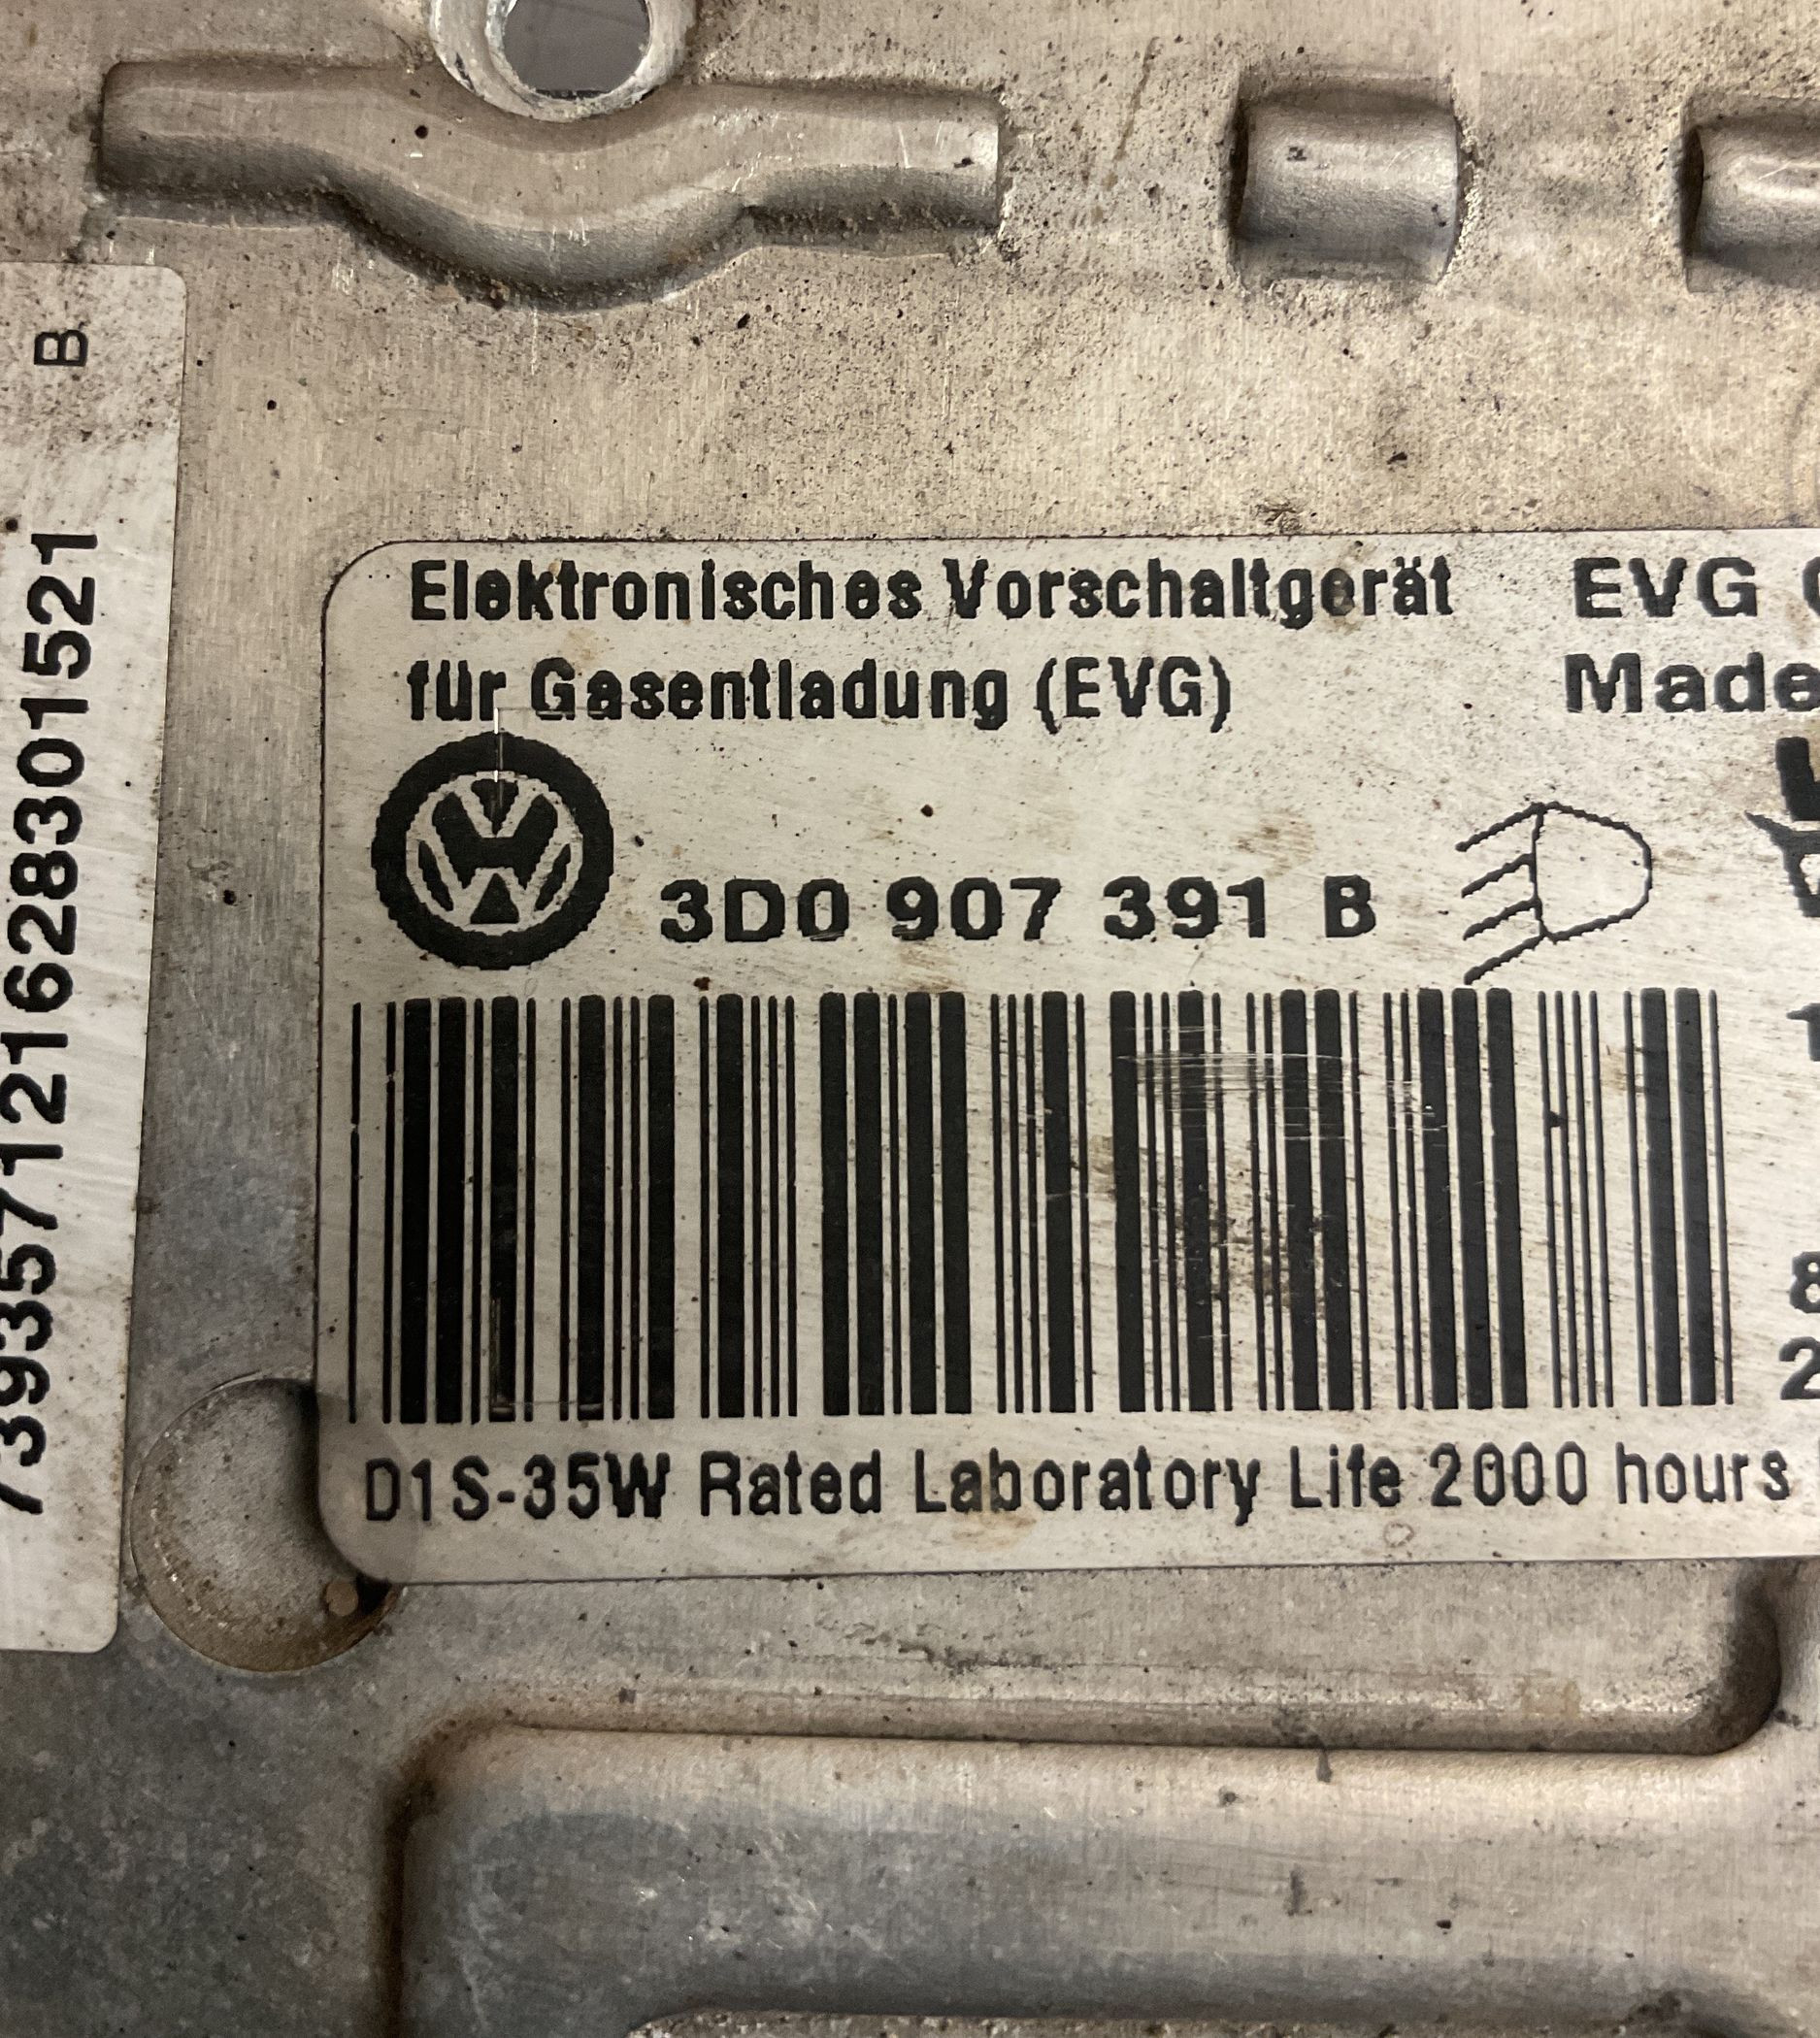 B
739357121628301521
Elektronisches Vorschaltgerät
für Gasentladung (EVG)
EVG
Made
3D0 907 391 B
D1S-35W Rated Laboratory Life 2000 hours